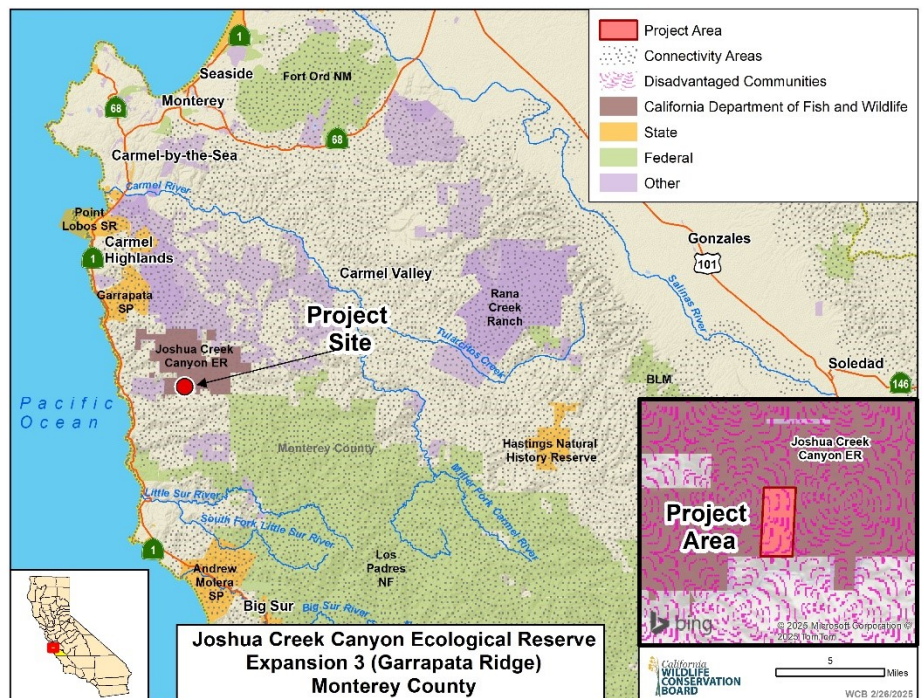 1
Seaside
Fort Ord NM
Monterey
68
68
Carmel-by-the-Sea
Carmel River
Point
Lobos SR
Carmel
Highlands
1
Garrapata
SP
Carmel Valley
Gonzales
101
Salinas River
Rana
Creek
Ranch
Project
Site
Joshua Creek
Canyon ER
Tularcitos Creek
Soledad
146
BLM
Pacific
Ocean
Monterey County
Hastings Natural
History Reserve
Miller Fork Carmel River
Little Sur River
South Fork Little Sur River
1
Los
Padres
NF
Andrew
Molera
SP
Big Sur
Big Sur River
Project Area
Connectivity Areas
Disadvantaged Communities
California Department of Fish and Wildlife
State
Federal
Other
Joshua Creek
Canyon ER
Project
Area
bing
© 2025 Microsoft Corporation ©
2025 TomTom
Joshua Creek Canyon Ecological Reserve
Expansion 3 (Garrapata Ridge)
Monterey County
California
WILDLIFE
CONSERVATION
BOARD
5
Miles
WCB 2/26/2025